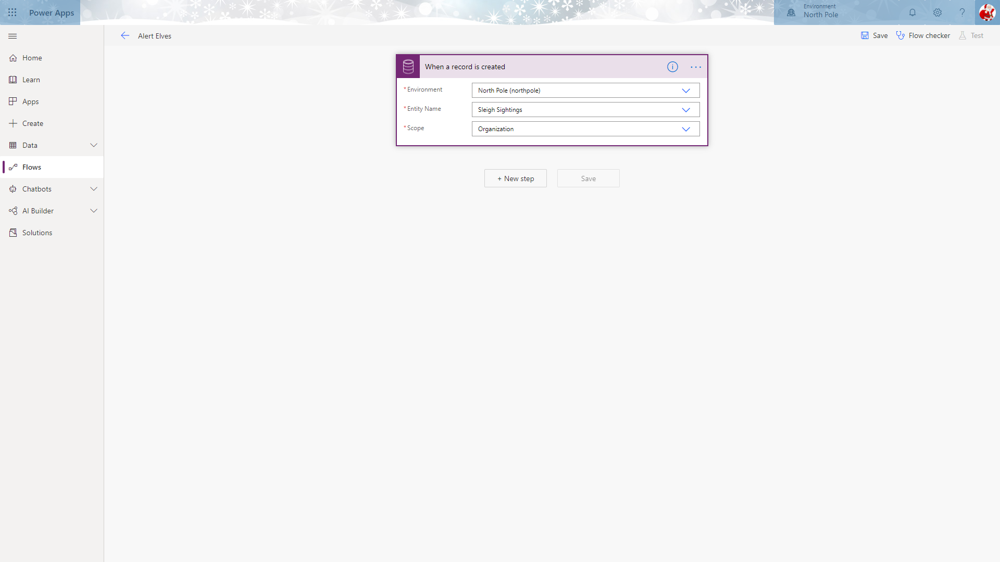 Power Apps
Environment
North Pole
Alert Elves
Save
Flow checker
Test
Home
Learn
Apps
Create
Data
Flows
Chatbots
AI Builder
Solutions
When a record is created
* Environment
North Pole (northpole)
* Entity Name
Sleigh Sightings
* Scope
Organization
+ New step
Save